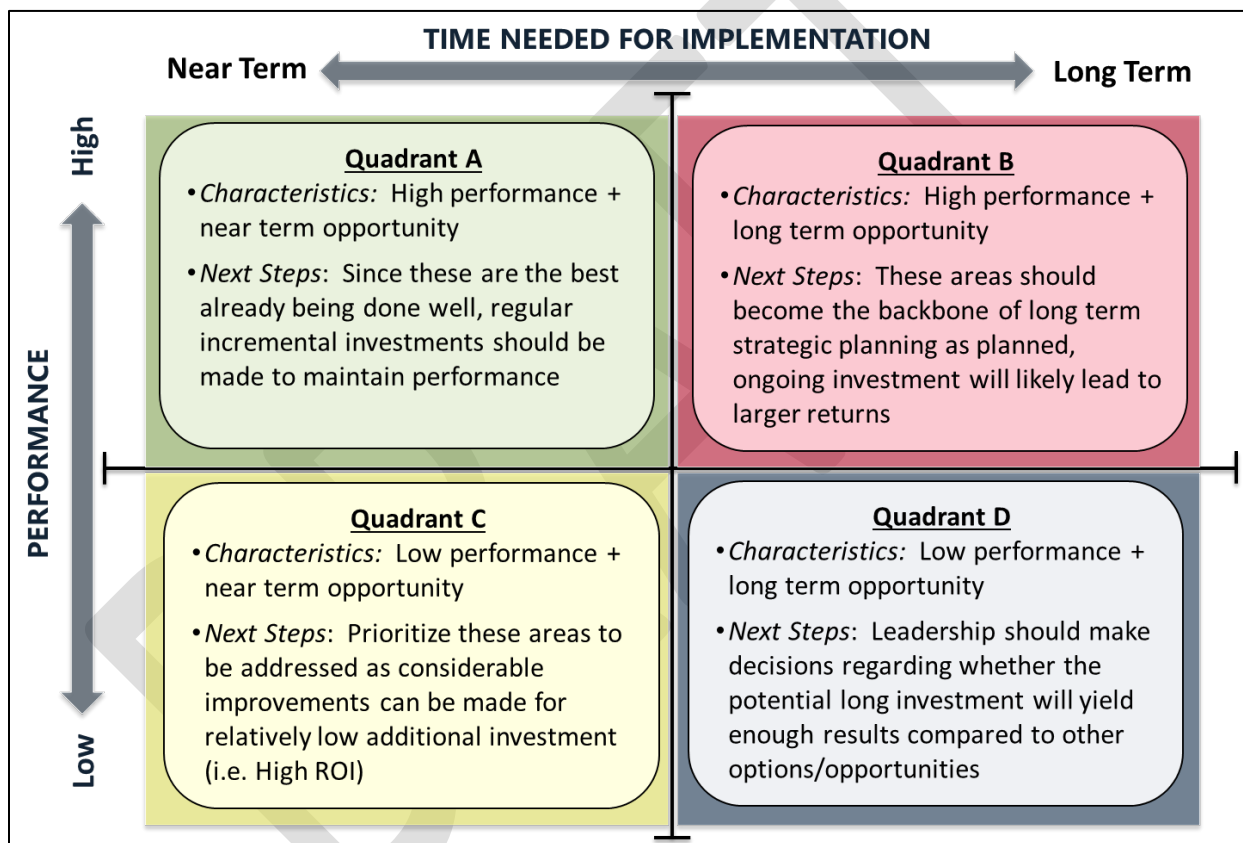 TIME NEEDED FOR IMPLEMENTATION
Near Term
Long Term
High
PERFORMANCE
Low
Quadrant A
•Characteristics: High performance +
near term opportunity
•Next Steps: Since these are the best
already being done well, regular
incremental investments should be
made to maintain performance
Quadrant B
•Characteristics: High performance +
long term opportunity
•Next Steps: These areas should
become the backbone of long term
strategic planning as planned,
ongoing investment will likely lead to
larger returns
Quadrant C
•Characteristics: Low performance +
near term opportunity
•Next Steps: Prioritize these areas to
be addressed as considerable
improvements can be made for
relatively low additional investment
(i.e. High ROI)
Quadrant D
•Characteristics: Low performance +
long term opportunity
•Next Steps: Leadership should make
decisions regarding whether the
potential long investment will yield
enough results compared to other
options/opportunities